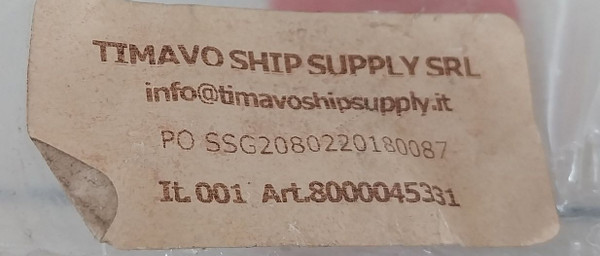 TIMAVO SHIP SUPPLY SRL
info@timavoshipsupply.it
PO SSG2080220180087
It.001 Art.8000045331